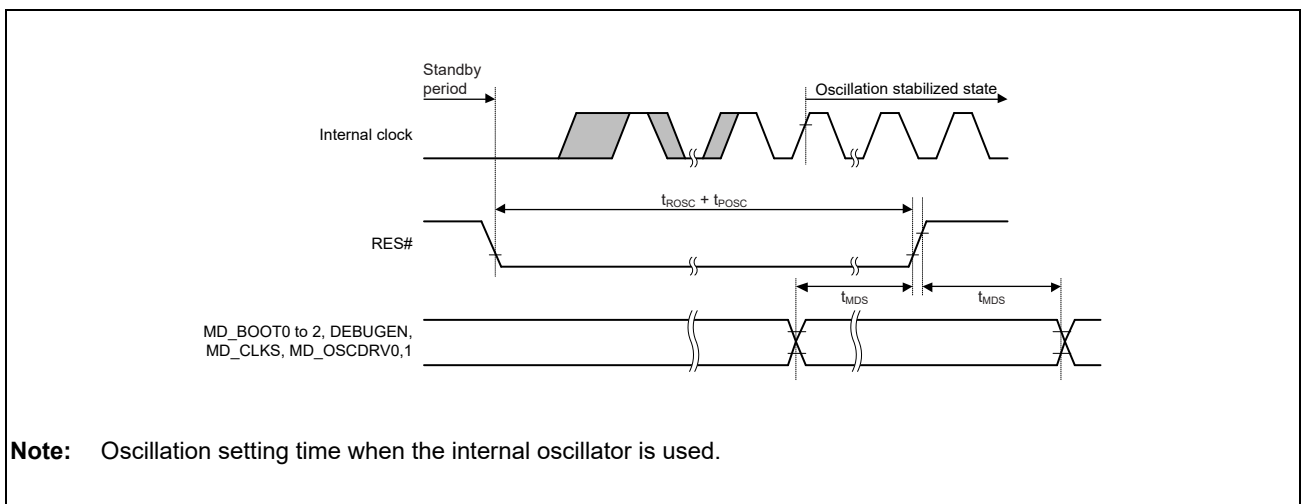 Standby
period
Oscillation stabilized state
Internal clock
tROSC + tPOSC
RES#
tMDS
tMDS
MD_BOOT0 to 2, DEBUGEN,
MD_CLKS, MD_OSCDRV0,1
Note: Oscillation setting time when the internal oscillator is used.